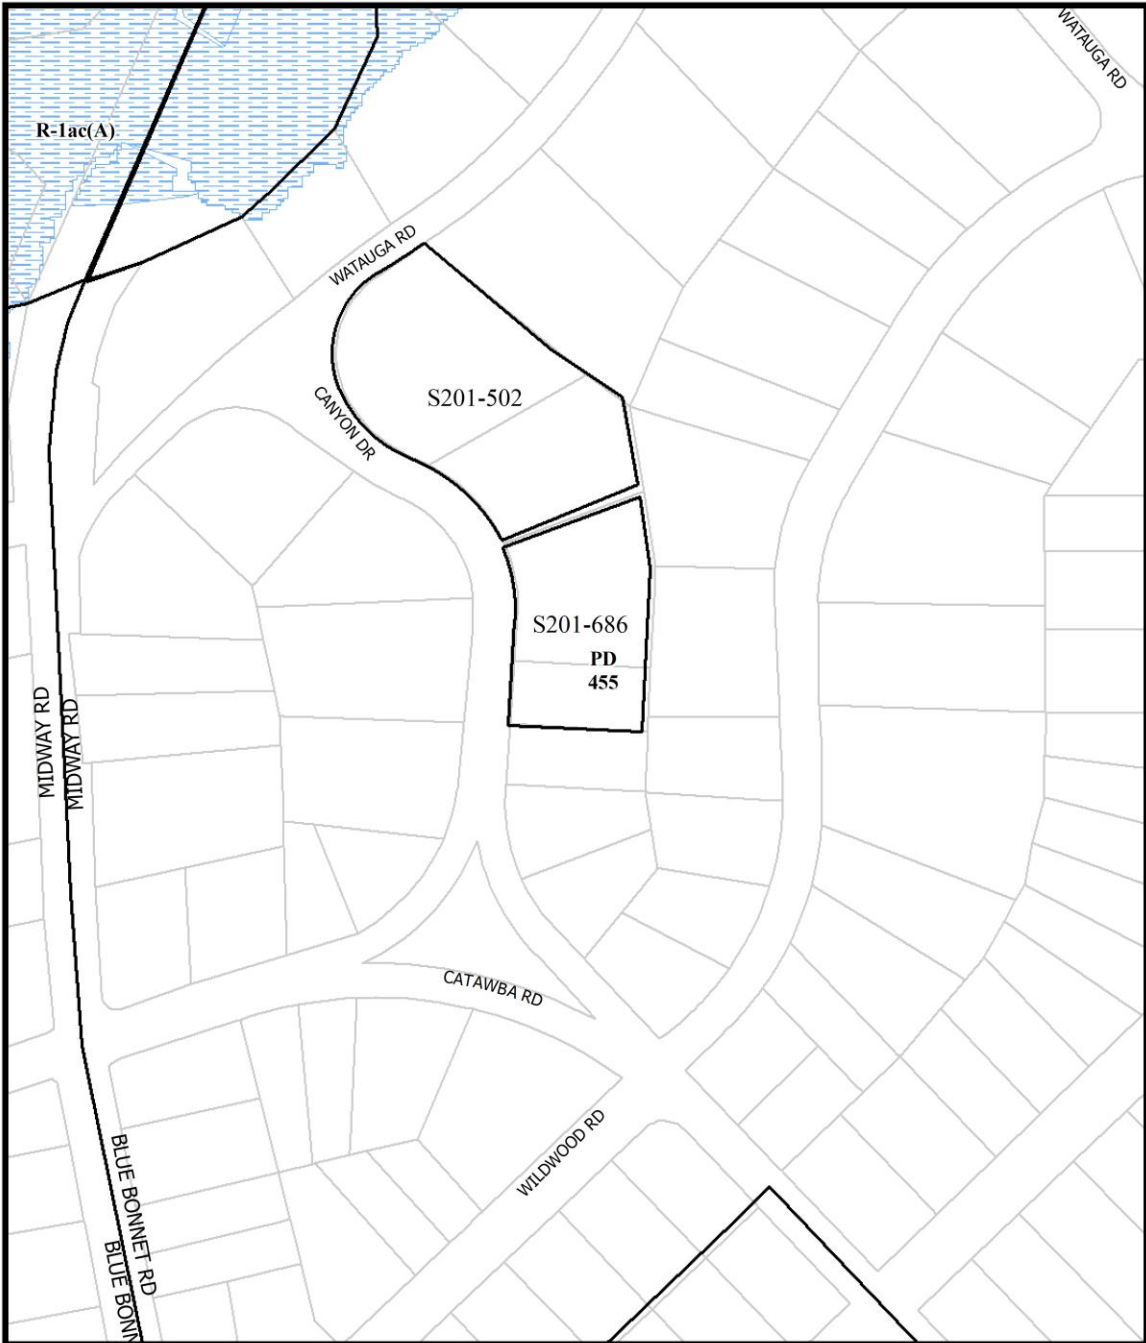 WATAUGA RD
R-1ac(A)
WATAUGA RD
CANYON DR
S201-502
S201-686
PD
455
MIDWAY RD
MIDWAY RD
CATAWBA RD
WILDWOOD RD
BLUE BONNET RD
BLUE BONN